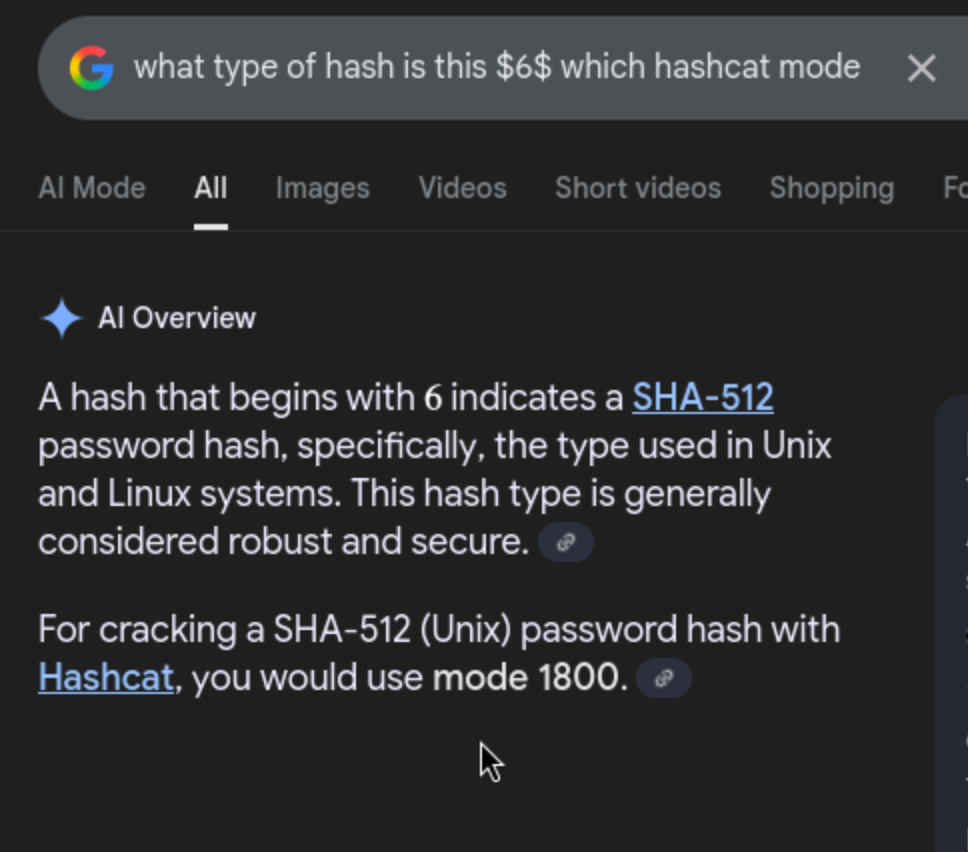 what type of hash is this $6$ which hashcat mode
AI Mode All Images Videos Short videos Shopping Fo
AI Overview
A hash that begins with 6 indicates a SHA-512
password hash, specifically, the type used in Unix
and Linux systems. This hash type is generally
considered robust and secure.
For cracking a SHA-512 (Unix) password hash with
Hashcat, you would use mode 1800.